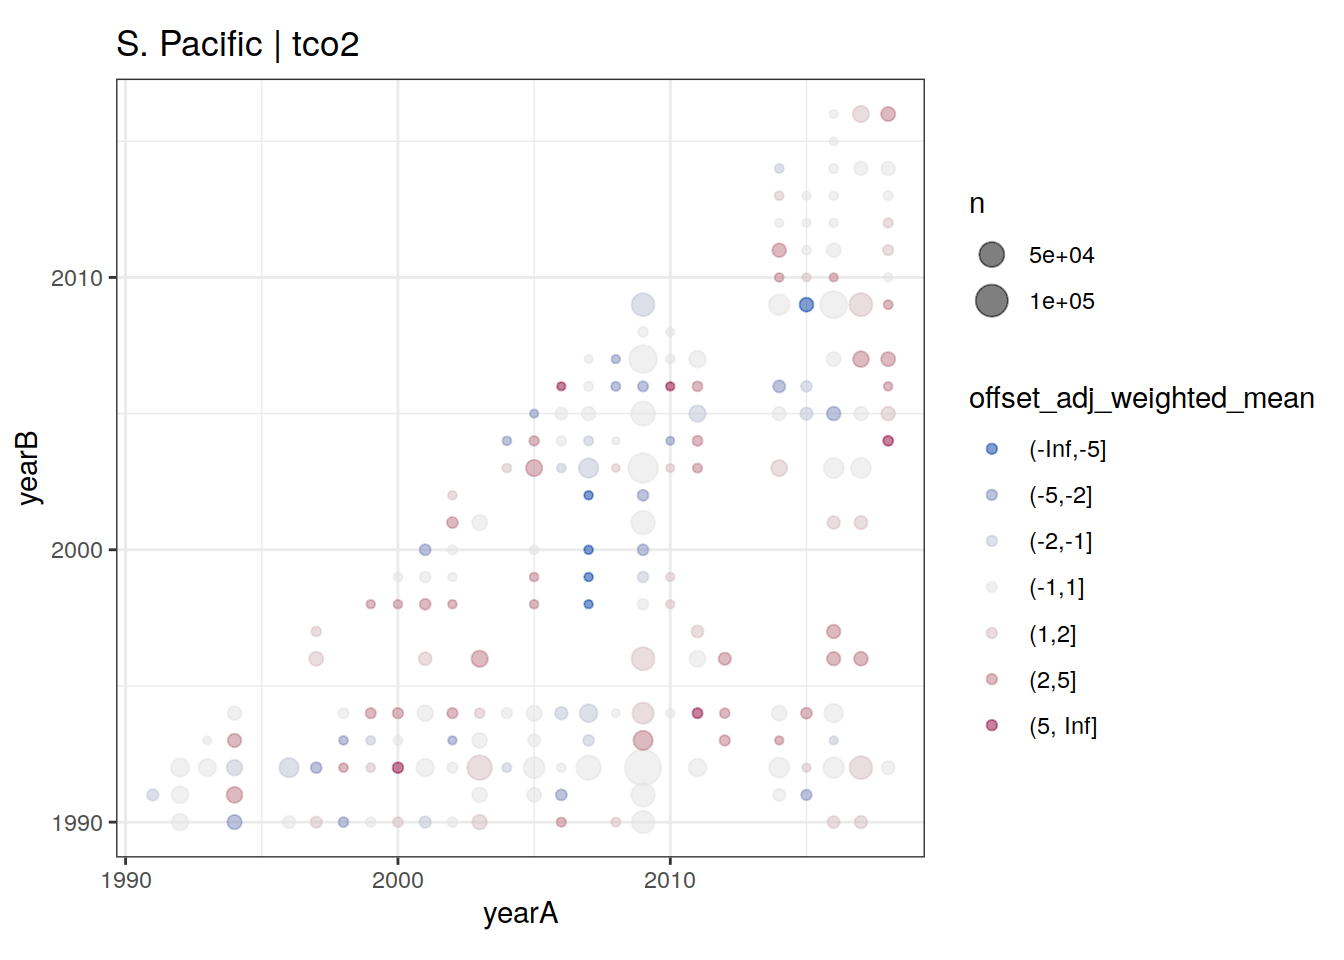 S. Pacific | tco2
yearB
2010
2000
1990
1990
2000
2010
yearA
n
5e+04
1e+05
offset_adj_weighted_mean
(-Inf,-5]
(-5,-2]
(-2,-1]
(-1,1]
(1,2]
(2,5]
(5, Inf]